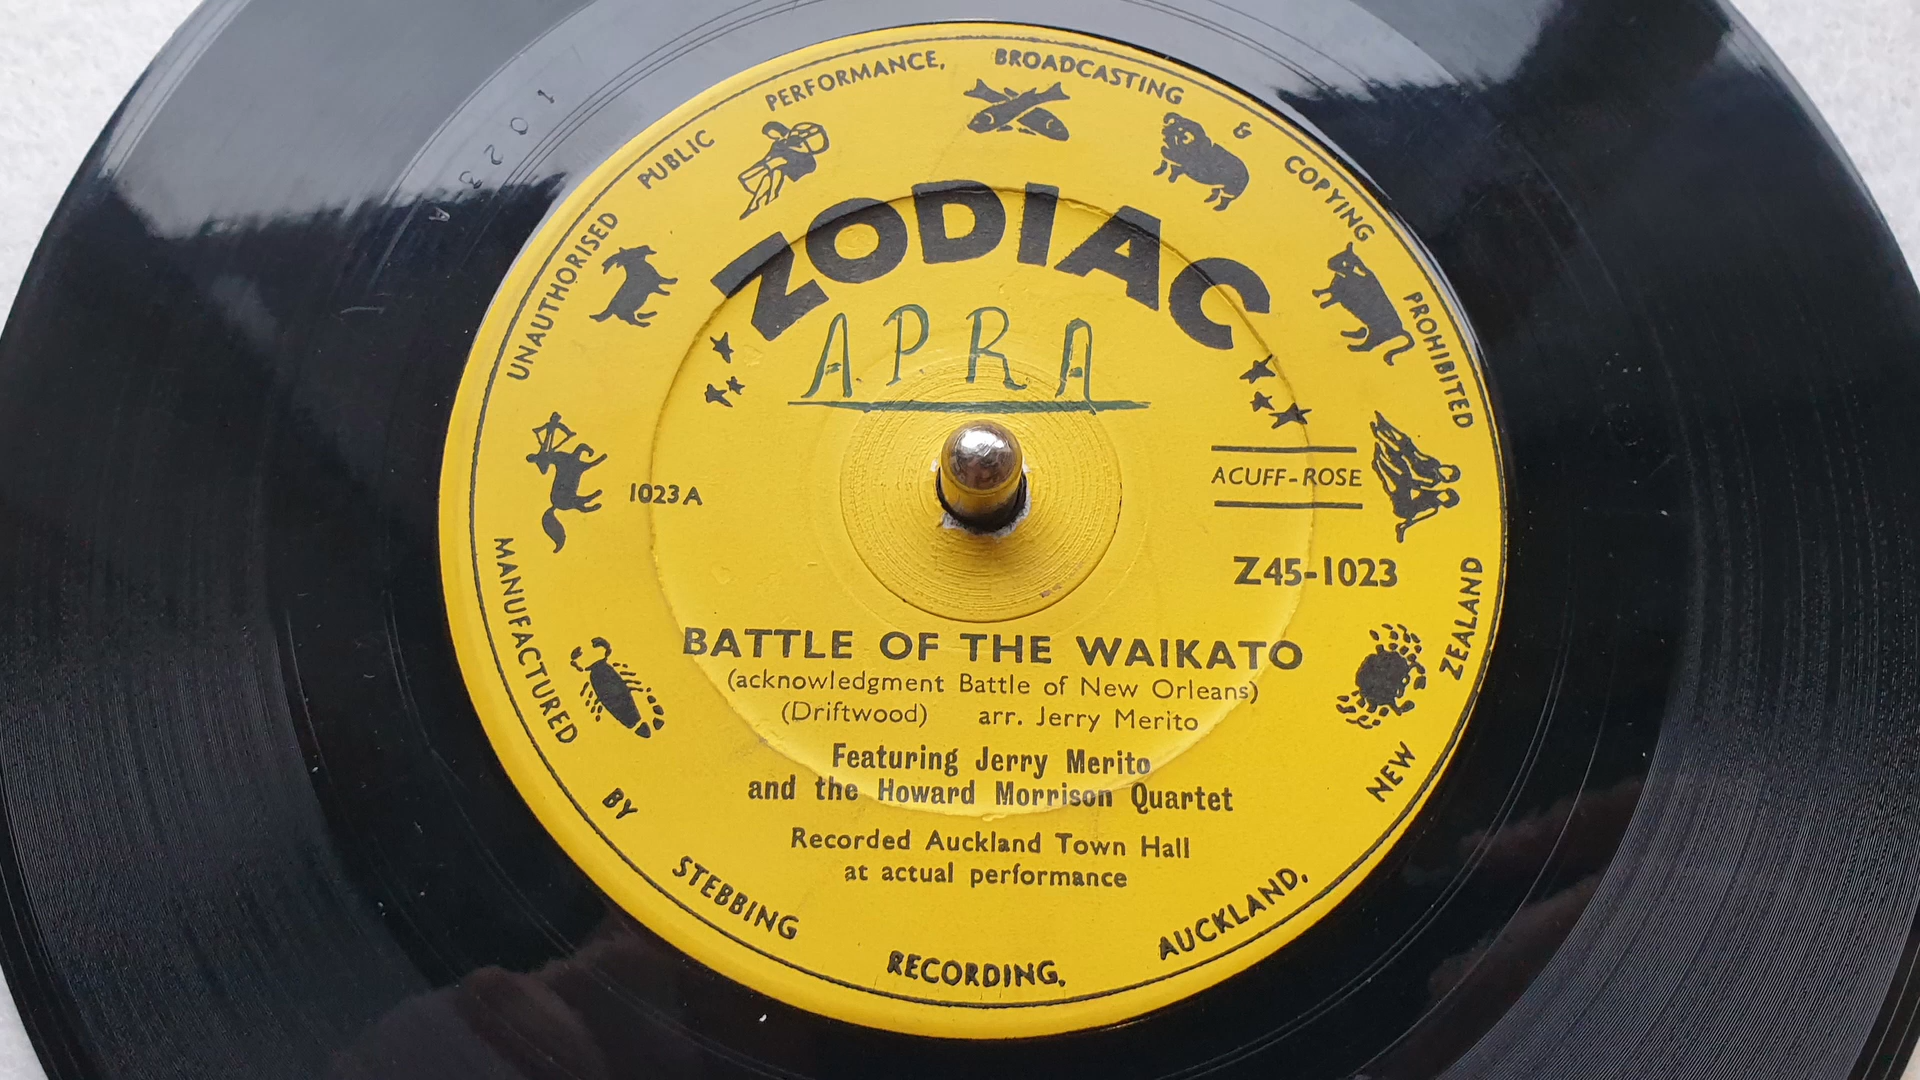 UNAUTHORISED PUBLIC PERFORMANCE, BROADCASTING & COPYING PROHIBITED
ZODIAC
APRA
ACUFF-ROSE
1023A
Z45-1023
BATTLE OF THE WAIKATO
(acknowledgment Battle of New Orleans)
(Driftwood) arr. Jerry Merito
Featuring Jerry Merito
and the Howard Morrison Quartet
Recorded Auckland Town Hall
at actual performance
MANUFACTURED BY STEBBING RECORDING, AUCKLAND, NEW ZEALAND
1023